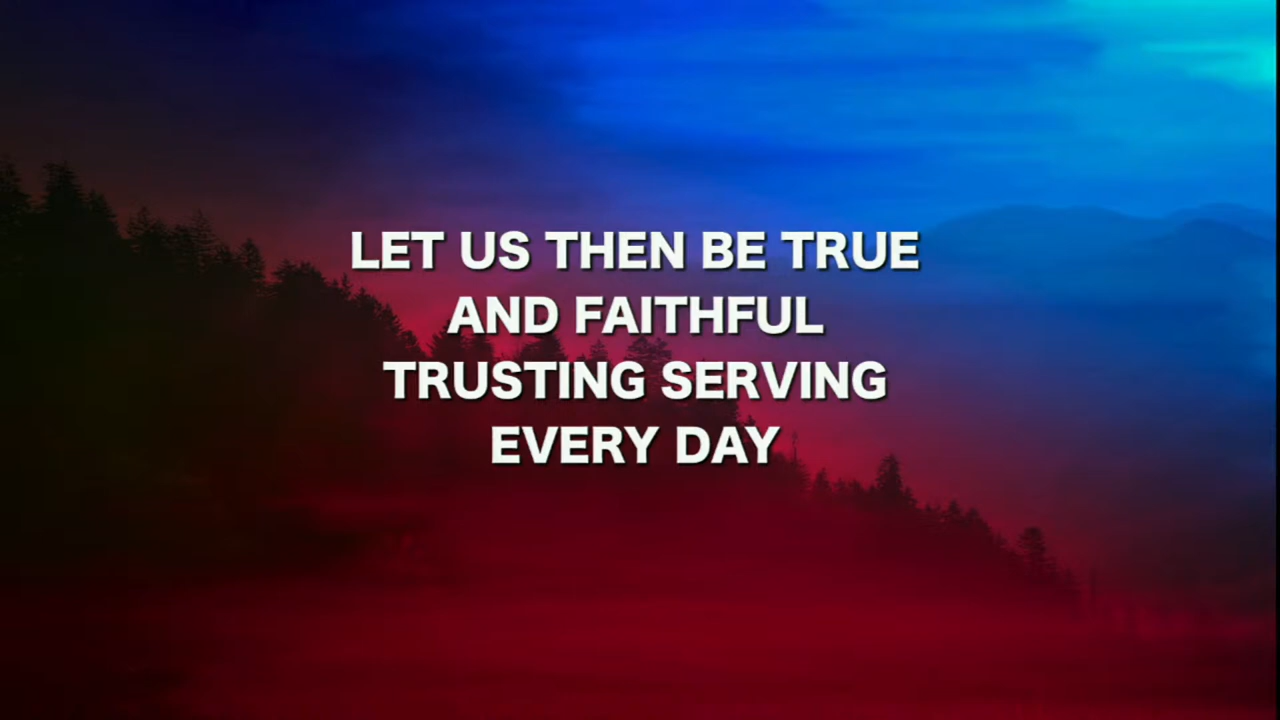 LET US THEN BE TRUE
AND FAITHFUL
TRUSTING SERVING
EVERY DAY